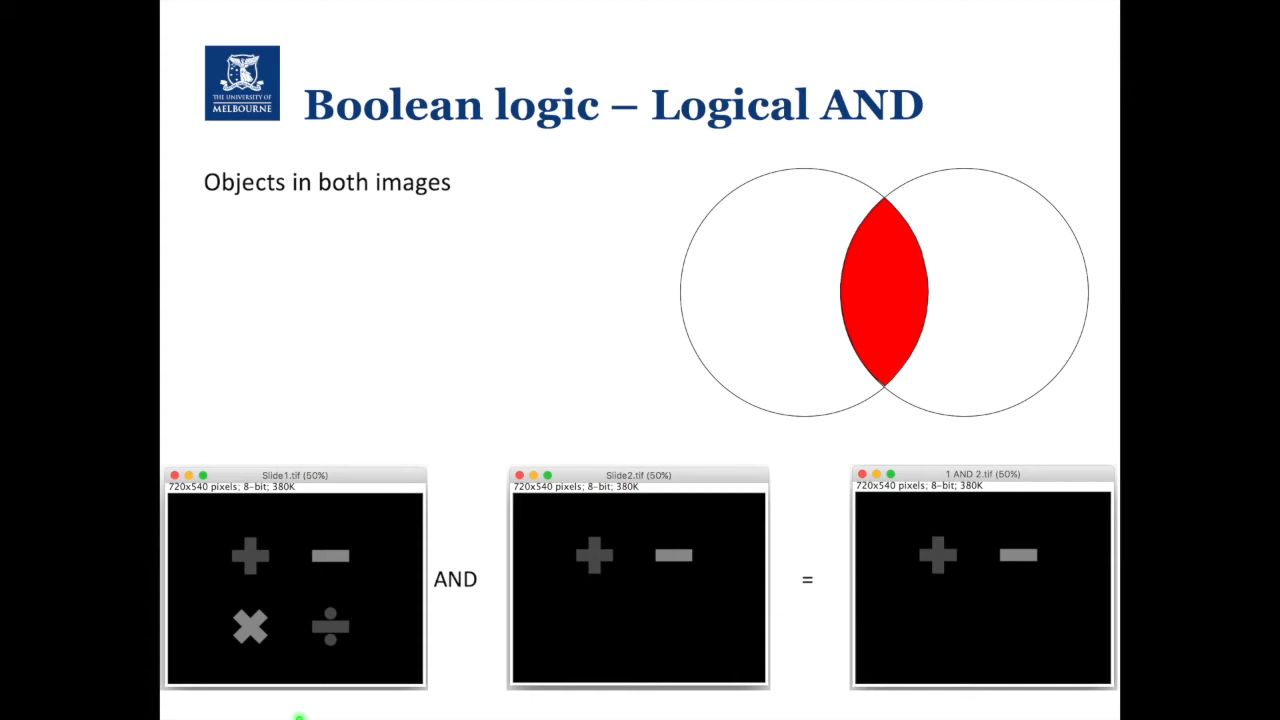 THE UNIVERSITY OF
MELBOURNE
Boolean logic – Logical AND
Objects in both images
Slide1.tif (50%)
720x540 pixels; 8-bit; 380K
AND
Slide2.tif (50%)
720x540 pixels; 8-bit; 380K
=
1 AND 2.tif (50%)
720x540 pixels; 8-bit; 380K